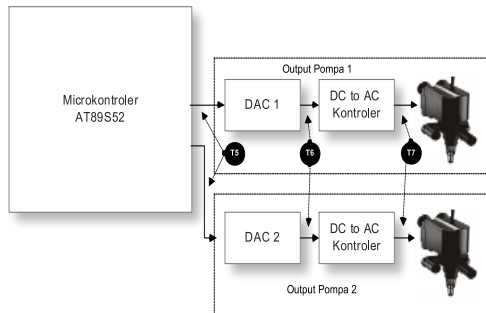 Microkontroler
AT89S52
Output Pompa 1
DAC 1
DC to AC
Kontroler
T5
T6
T7
DAC 2
DC to AC
Kontroler
Output Pompa 2